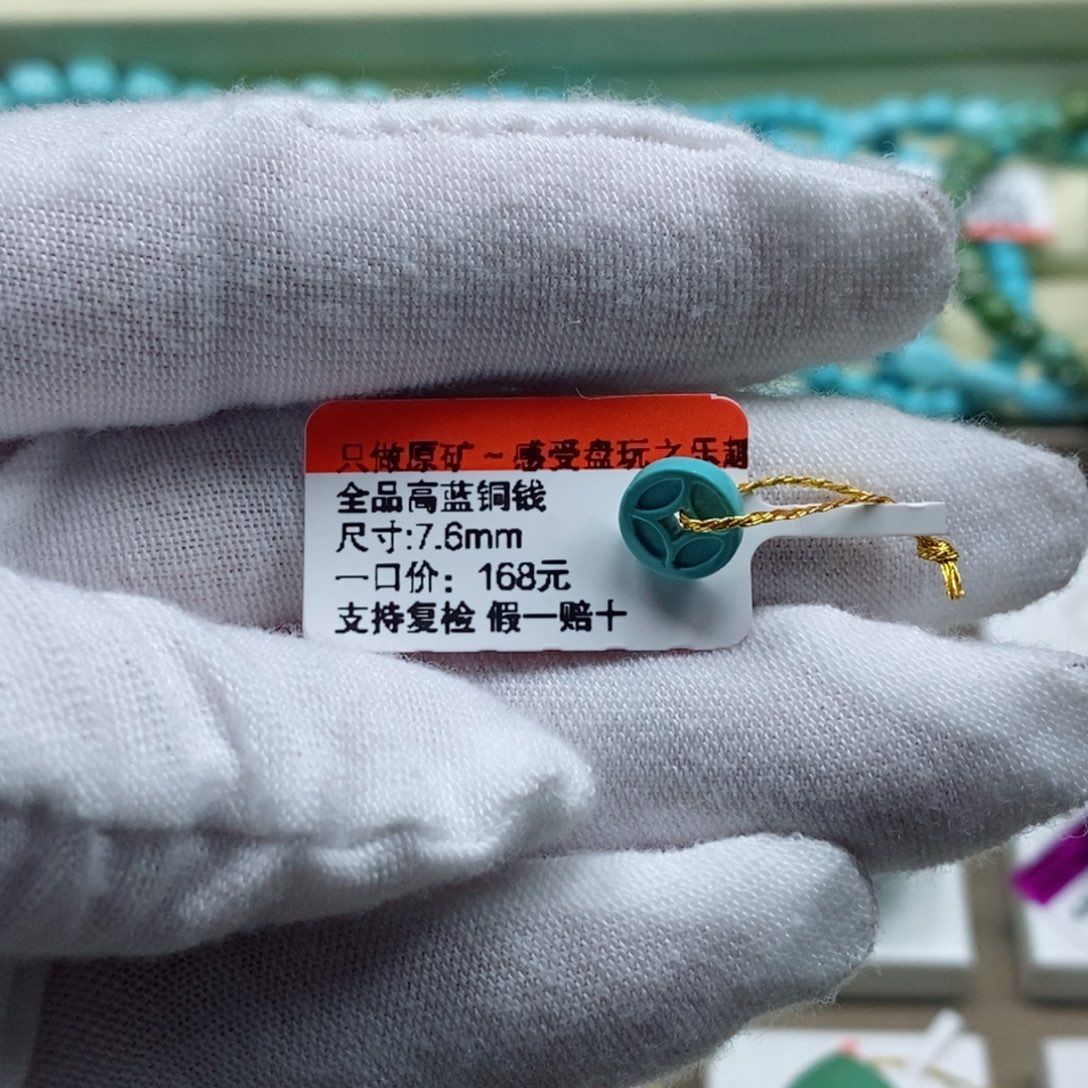 只做原矿~感受盘玩之乐趣
全品高蓝铜钱
尺寸:7.6mm
一口价：168元
支持复检 假一赔十